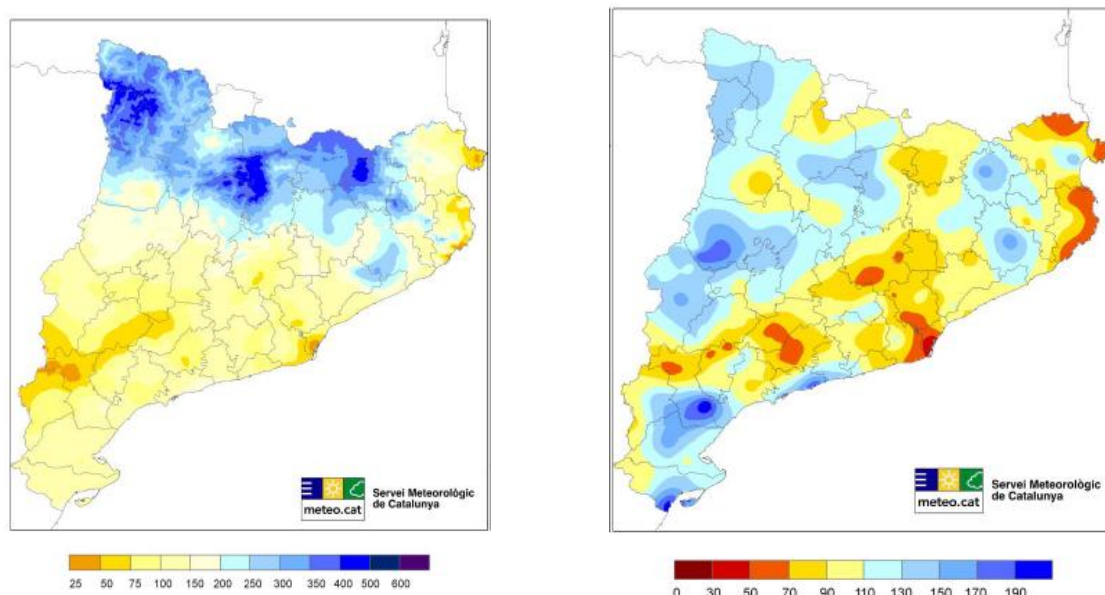 meteo.cat
Servei Meteorològic
de Catalunya
25 50 75 100 150 200 250 300 350 400 500 600
meteo.cat
Servei Meteorològic
de Catalunya
0 30 50 70 90 110 130 150 170 190